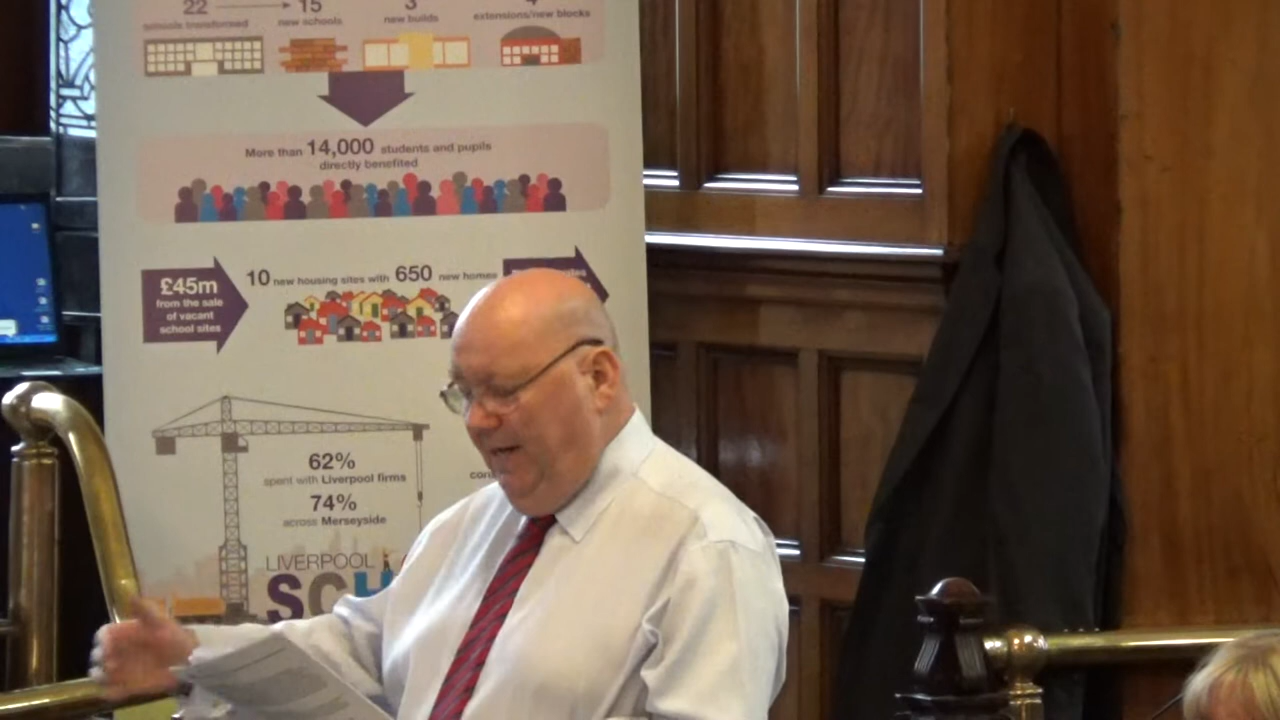 22 → 15
schools transformed new schools
3
new builds
4
extensions/new blocks
More than 14,000 students and pupils
directly benefited
£45m
from the sale
of vacant
school sites
10 new housing sites with 650 new homes
62%
spent with Liverpool firms
74%
across Merseyside
LIVERPOOL
SCH